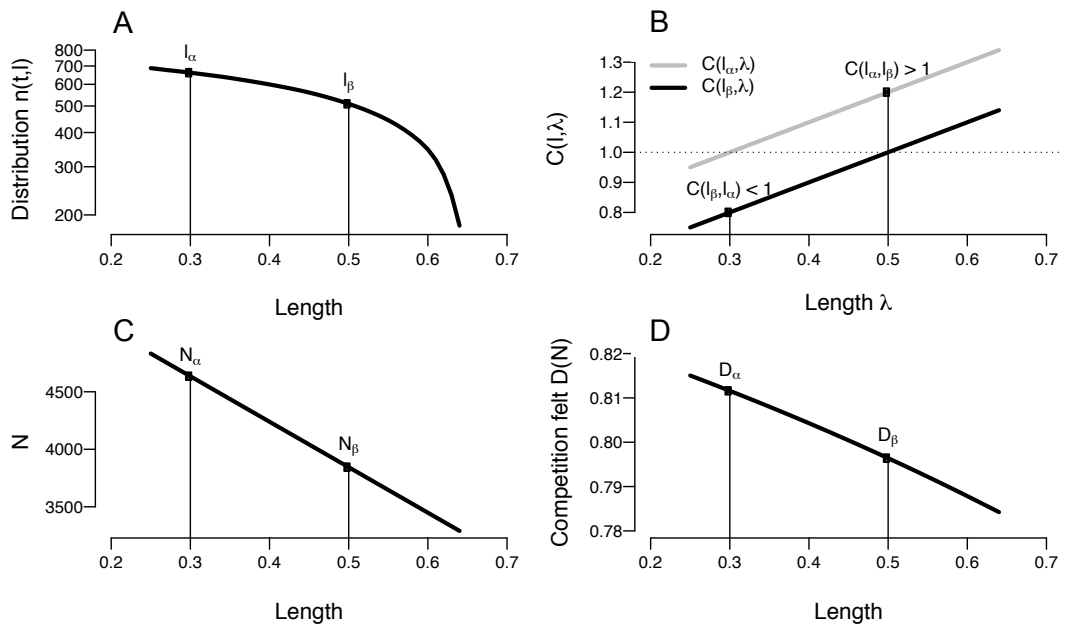 A
Distribution n(t,l)
800
700
600
500
400
300
200
lα
lβ
0.2 0.3 0.4 0.5 0.6 0.7
Length
B
C(l,λ)
1.3
1.2
1.1
1.0
0.9
0.8
C(lα,λ)
C(lβ,λ)
C(lα,lβ) > 1
C(lβ,lα) < 1
0.2 0.3 0.4 0.5 0.6 0.7
Length λ
C
N
4500
4000
3500
Nα
Nβ
0.2 0.3 0.4 0.5 0.6 0.7
Length
D
Competition felt D(N)
0.82
0.81
0.80
0.79
0.78
Dα
Dβ
0.2 0.3 0.4 0.5 0.6 0.7
Length